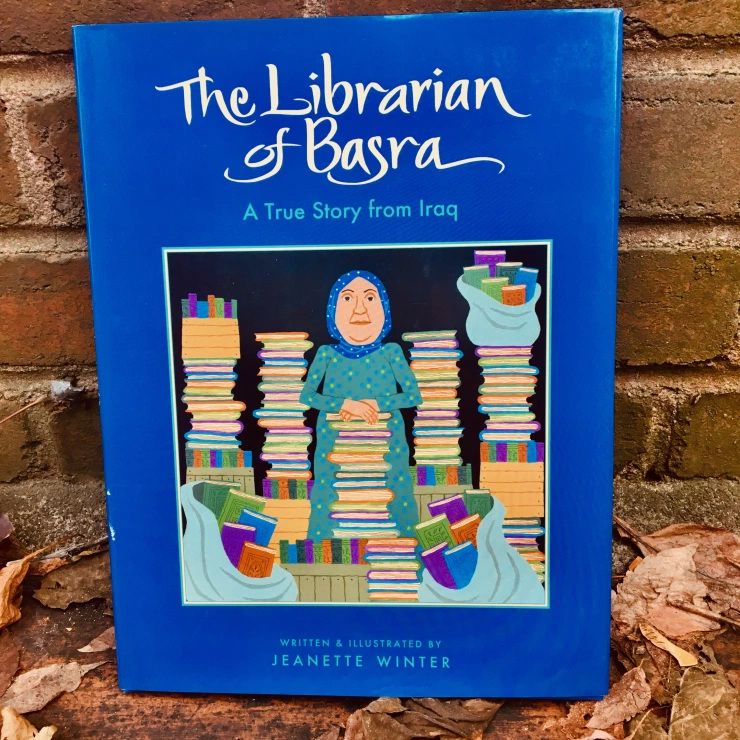 The Librarian
of Basra
A True Story from Iraq
WRITTEN & ILLUSTRATED BY
JEANETTE WINTER